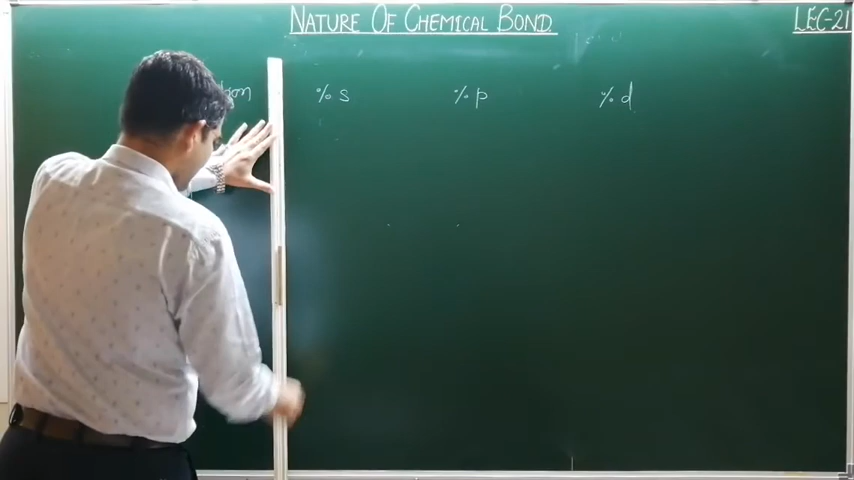 NATURE OF CHEMICAL BOND
LEC-21
% s % p % d